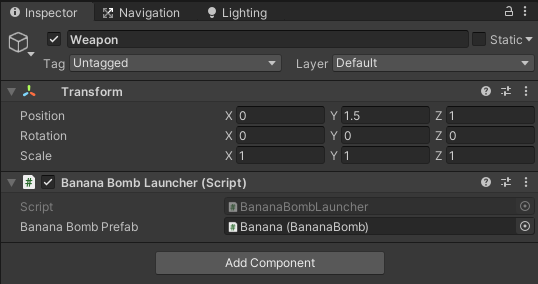 Inspector Navigation Lighting
Weapon Static
Tag Untagged Layer Default
Transform
Position X 0 Y 1.5 Z 1
Rotation X 0 Y 0 Z 0
Scale X 1 Y 1 Z 1
# Banana Bomb Launcher (Script)
Script # BananaBombLauncher
Banana Bomb Prefab # Banana (BananaBomb)
Add Component